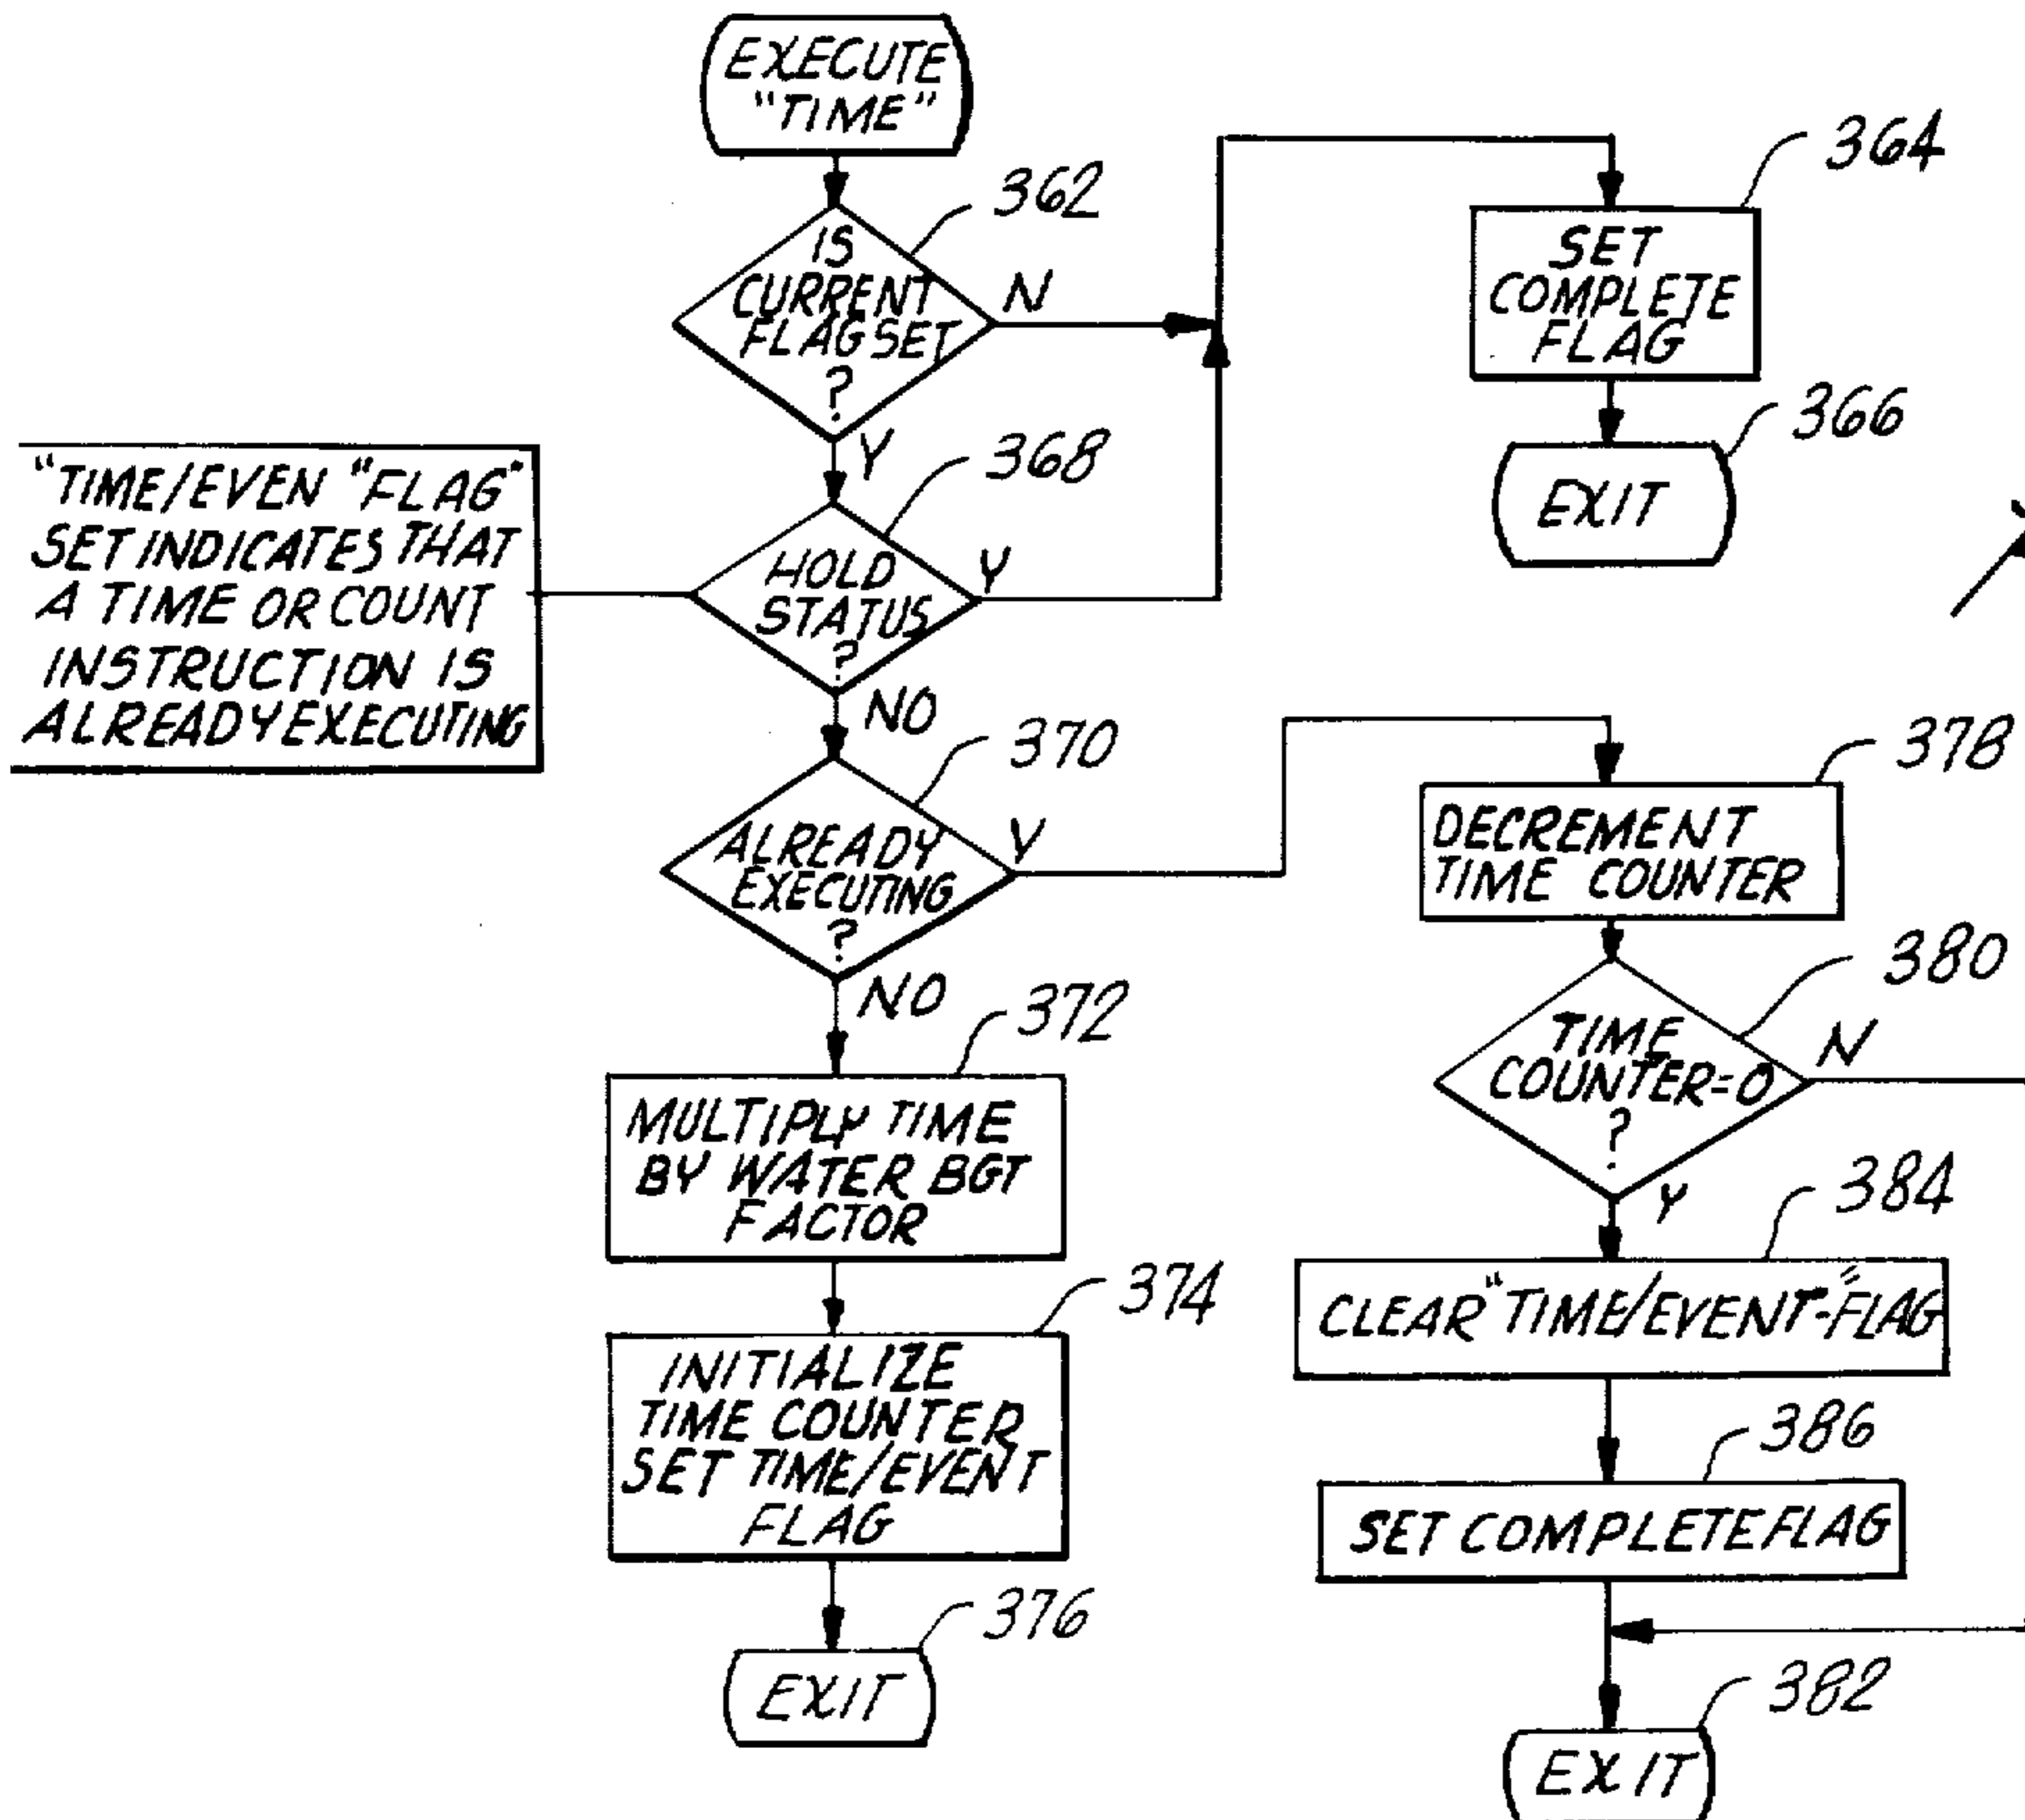 EXECUTE
"TIME"
362
IS
CURRENT
FLAG SET
?
N
Y
364
SET
COMPLETE
FLAG
366
EXIT
"TIME/EVEN "FLAG"
SET INDICATES THAT
A TIME OR COUNT
INSTRUCTION IS
ALREADY EXECUTING
368
HOLD
STATUS
?
Y
NO
370
ALREADY
EXECUTING
?
Y
NO
372
MULTIPLY TIME
BY WATER BGT
FACTOR
374
INITIALIZE
TIME COUNTER
SET TIME/EVENT
FLAG
376
EXIT
378
DECREMENT
TIME COUNTER
380
TIME
COUNTER=0
?
N
Y
384
CLEAR "TIME/EVENT-"FLAG
386
SET COMPLETE FLAG
382
EXIT